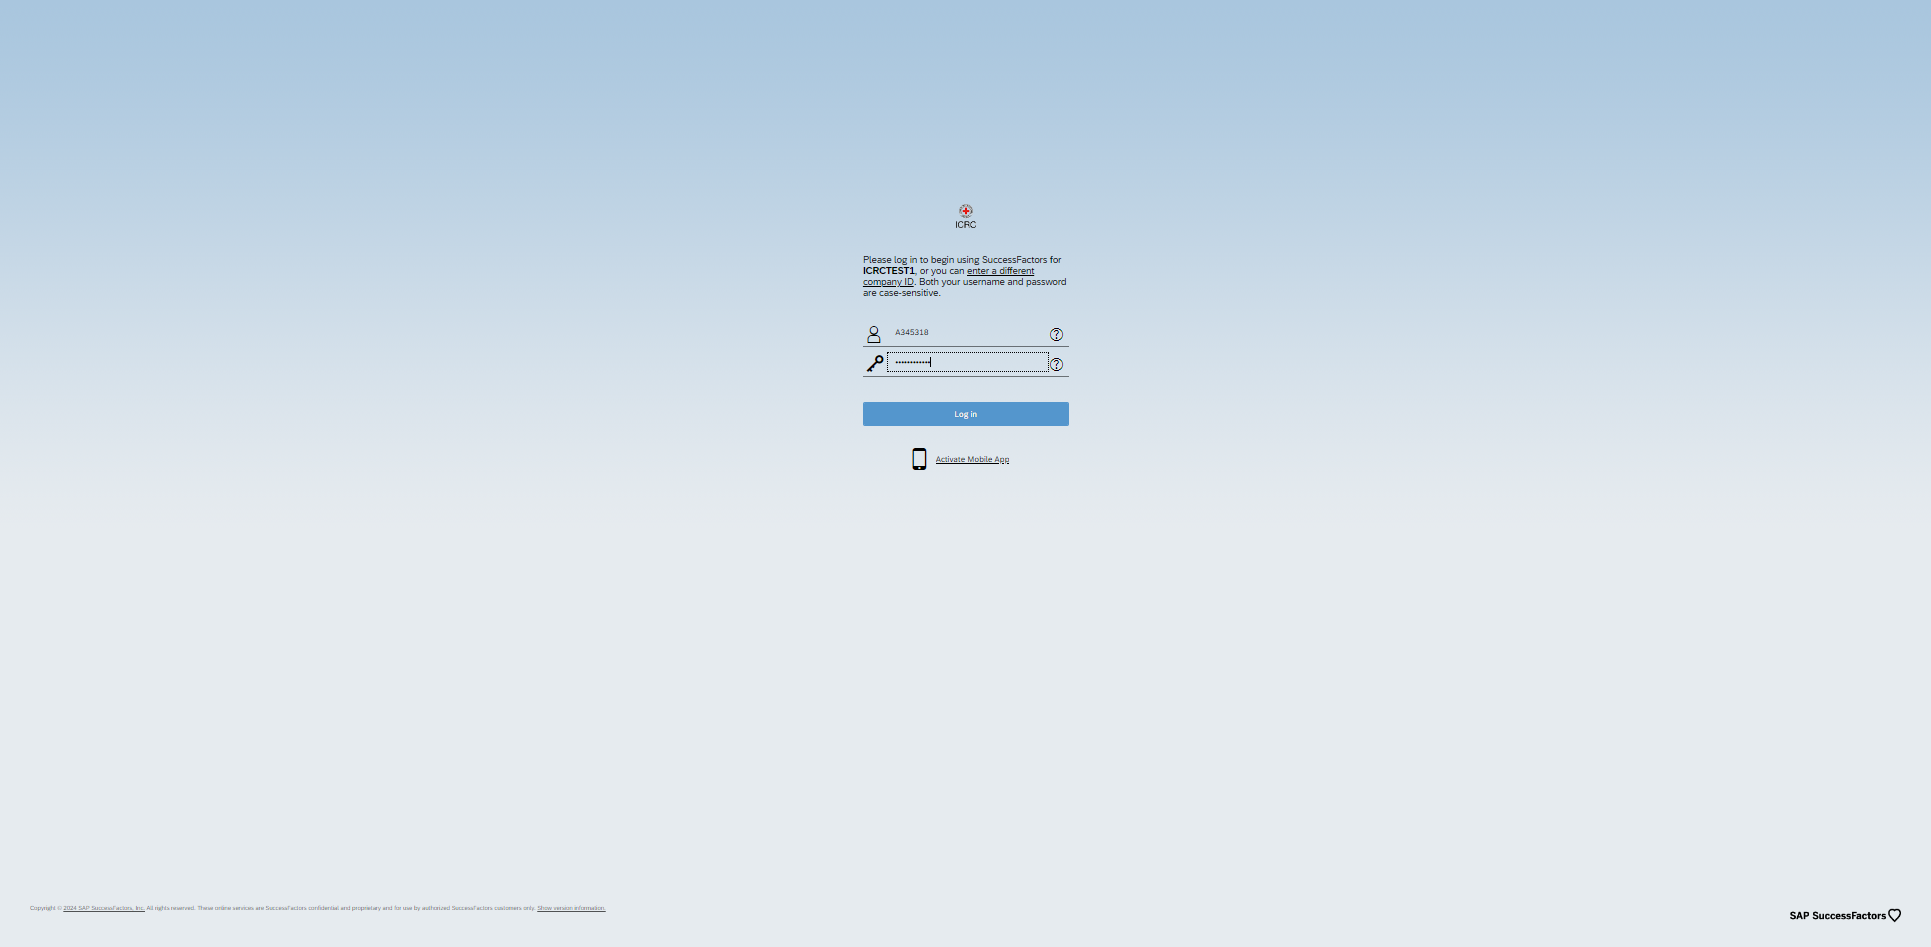 ICRC
Please log in to begin using SuccessFactors for
ICRCTEST1, or you can enter a different
company ID. Both your username and password
are case-sensitive.
A345318
••••••••••••
Log in
Activate Mobile App
Copyright © 2024 SAP SuccessFactors, Inc. All rights reserved. These online services are SuccessFactors confidential and proprietary and for use by authorized SuccessFactors customers only. Show version information.
SAP SuccessFactors